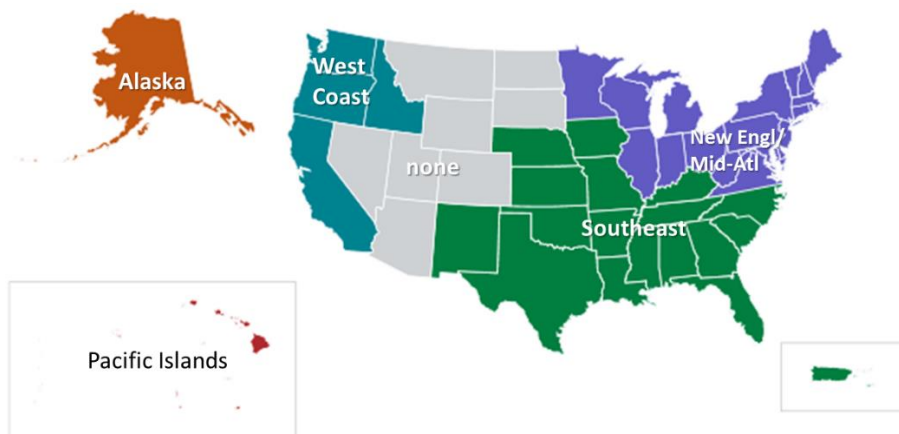 Alaska
West
Coast
New Engl/
Mid-Atl
none
Southeast
Pacific Islands